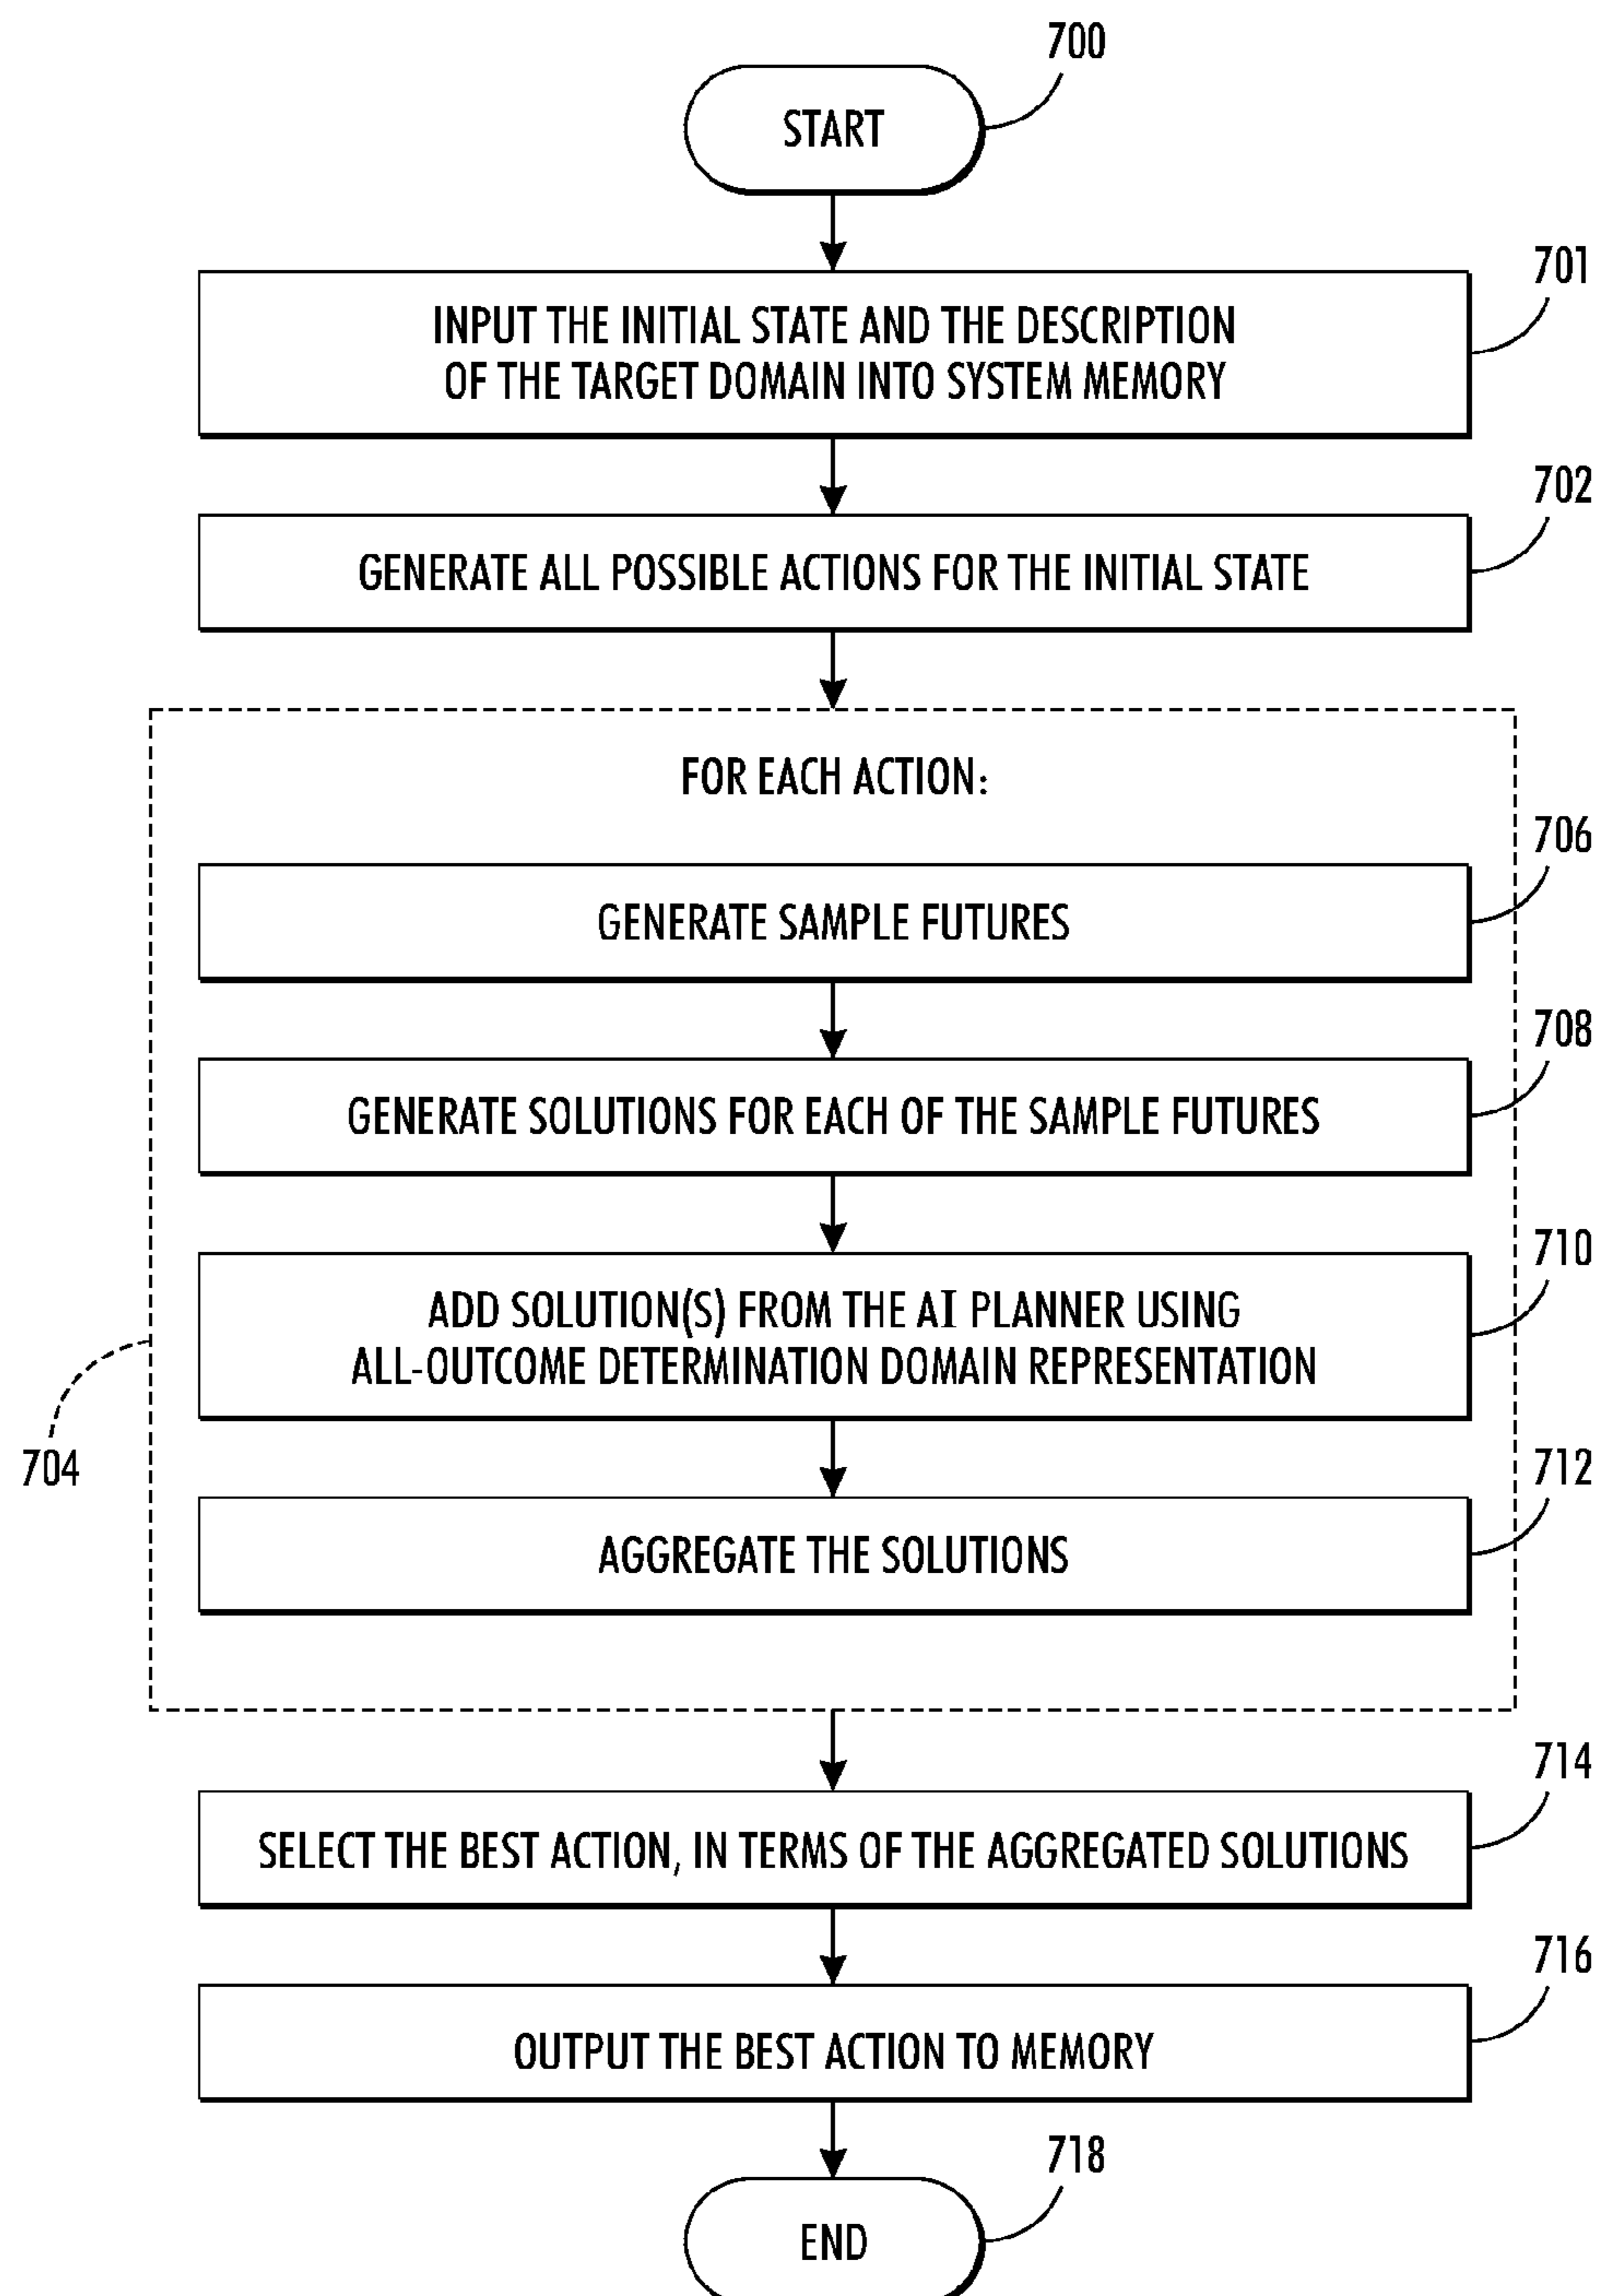 700
START
701
INPUT THE INITIAL STATE AND THE DESCRIPTION
OF THE TARGET DOMAIN INTO SYSTEM MEMORY
702
GENERATE ALL POSSIBLE ACTIONS FOR THE INITIAL STATE
FOR EACH ACTION:
706
GENERATE SAMPLE FUTURES
708
GENERATE SOLUTIONS FOR EACH OF THE SAMPLE FUTURES
710
ADD SOLUTION(S) FROM THE AI PLANNER USING
ALL-OUTCOME DETERMINATION DOMAIN REPRESENTATION
704
712
AGGREGATE THE SOLUTIONS
714
SELECT THE BEST ACTION, IN TERMS OF THE AGGREGATED SOLUTIONS
716
OUTPUT THE BEST ACTION TO MEMORY
718
END